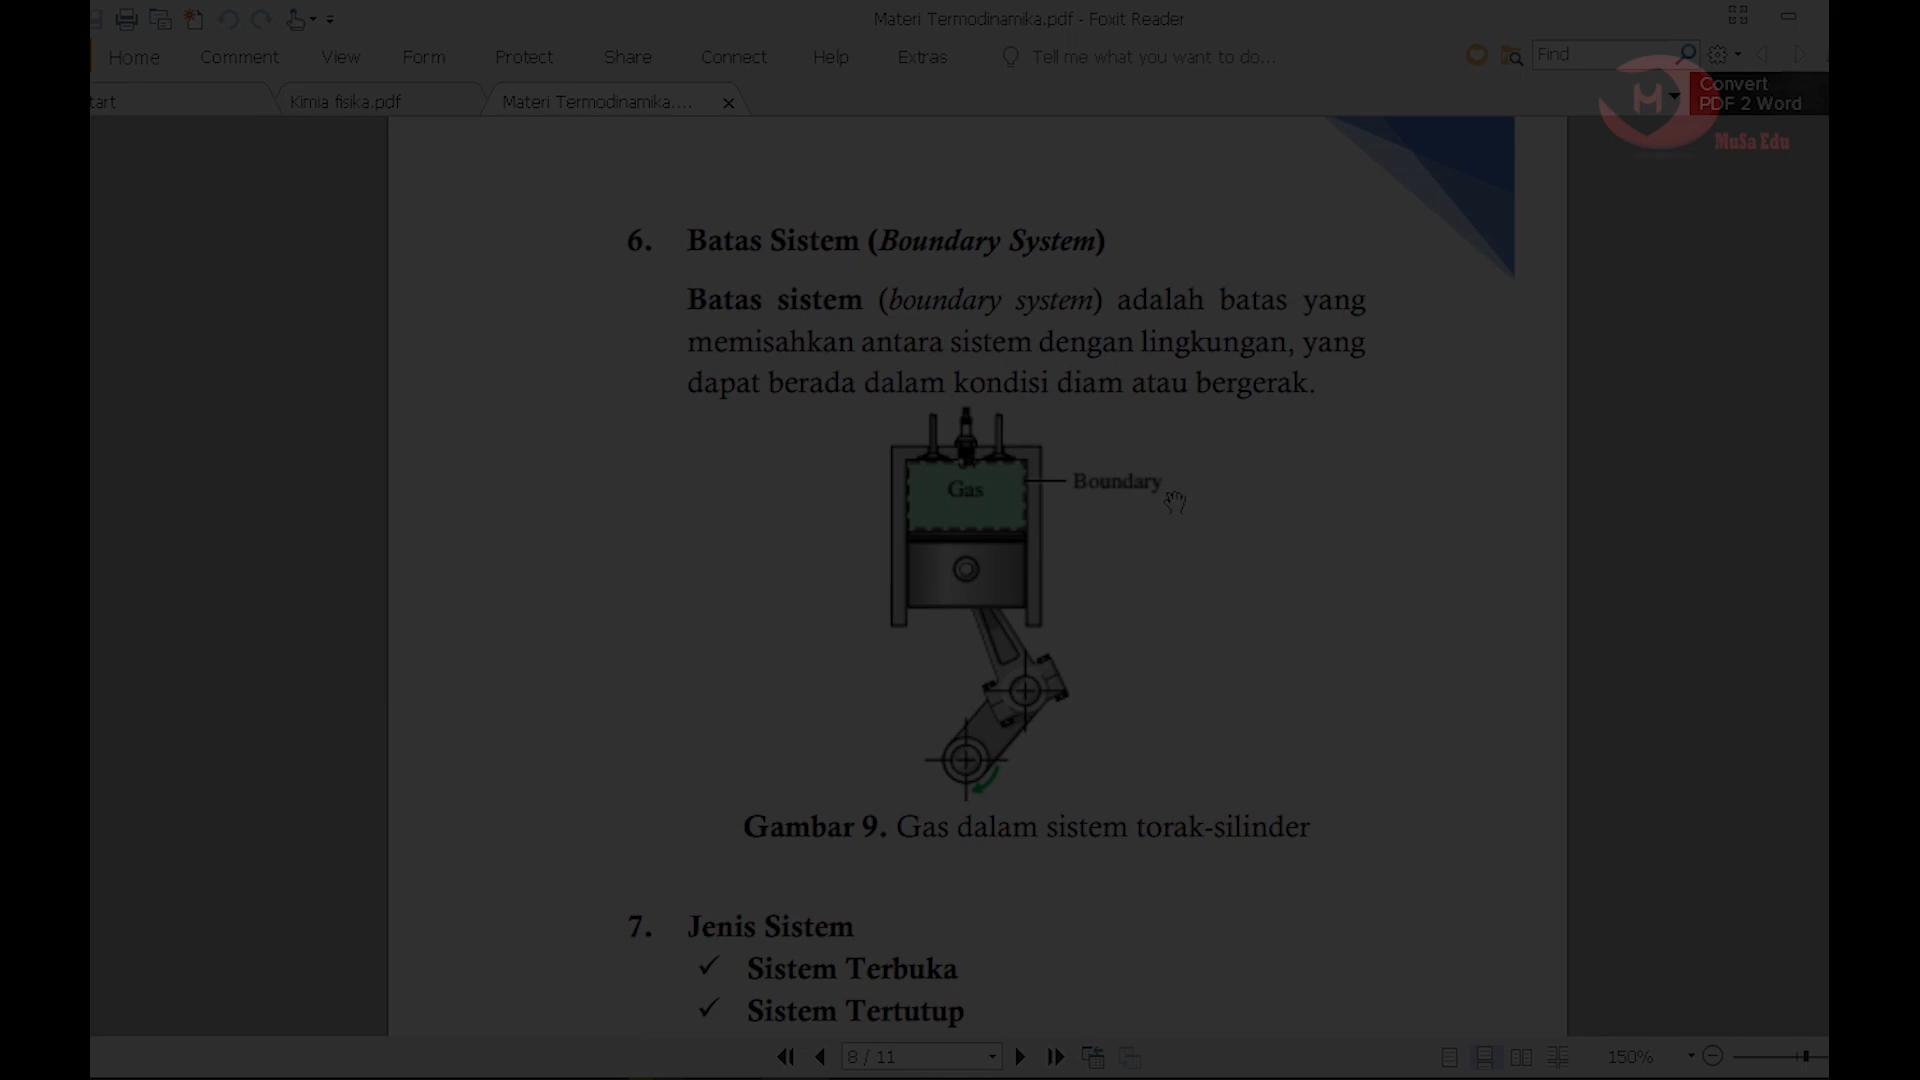 Materi Termodinamika.pdf - Foxit Reader
Home Comment View Form Protect Share Connect Help Extras Tell me what you want to do... Find
tart Kimia fisika.pdf Materi Termodinamika.... Convert
PDF 2 Word
M
MuSa Edu
6. Batas Sistem (Boundary System)
Batas sistem (boundary system) adalah batas yang
memisahkan antara sistem dengan lingkungan, yang
dapat berada dalam kondisi diam atau bergerak.
Gas
Boundary
Gambar 9. Gas dalam sistem torak-silinder
7. Jenis Sistem
✓ Sistem Terbuka
✓ Sistem Tertutup
8 / 11 150%